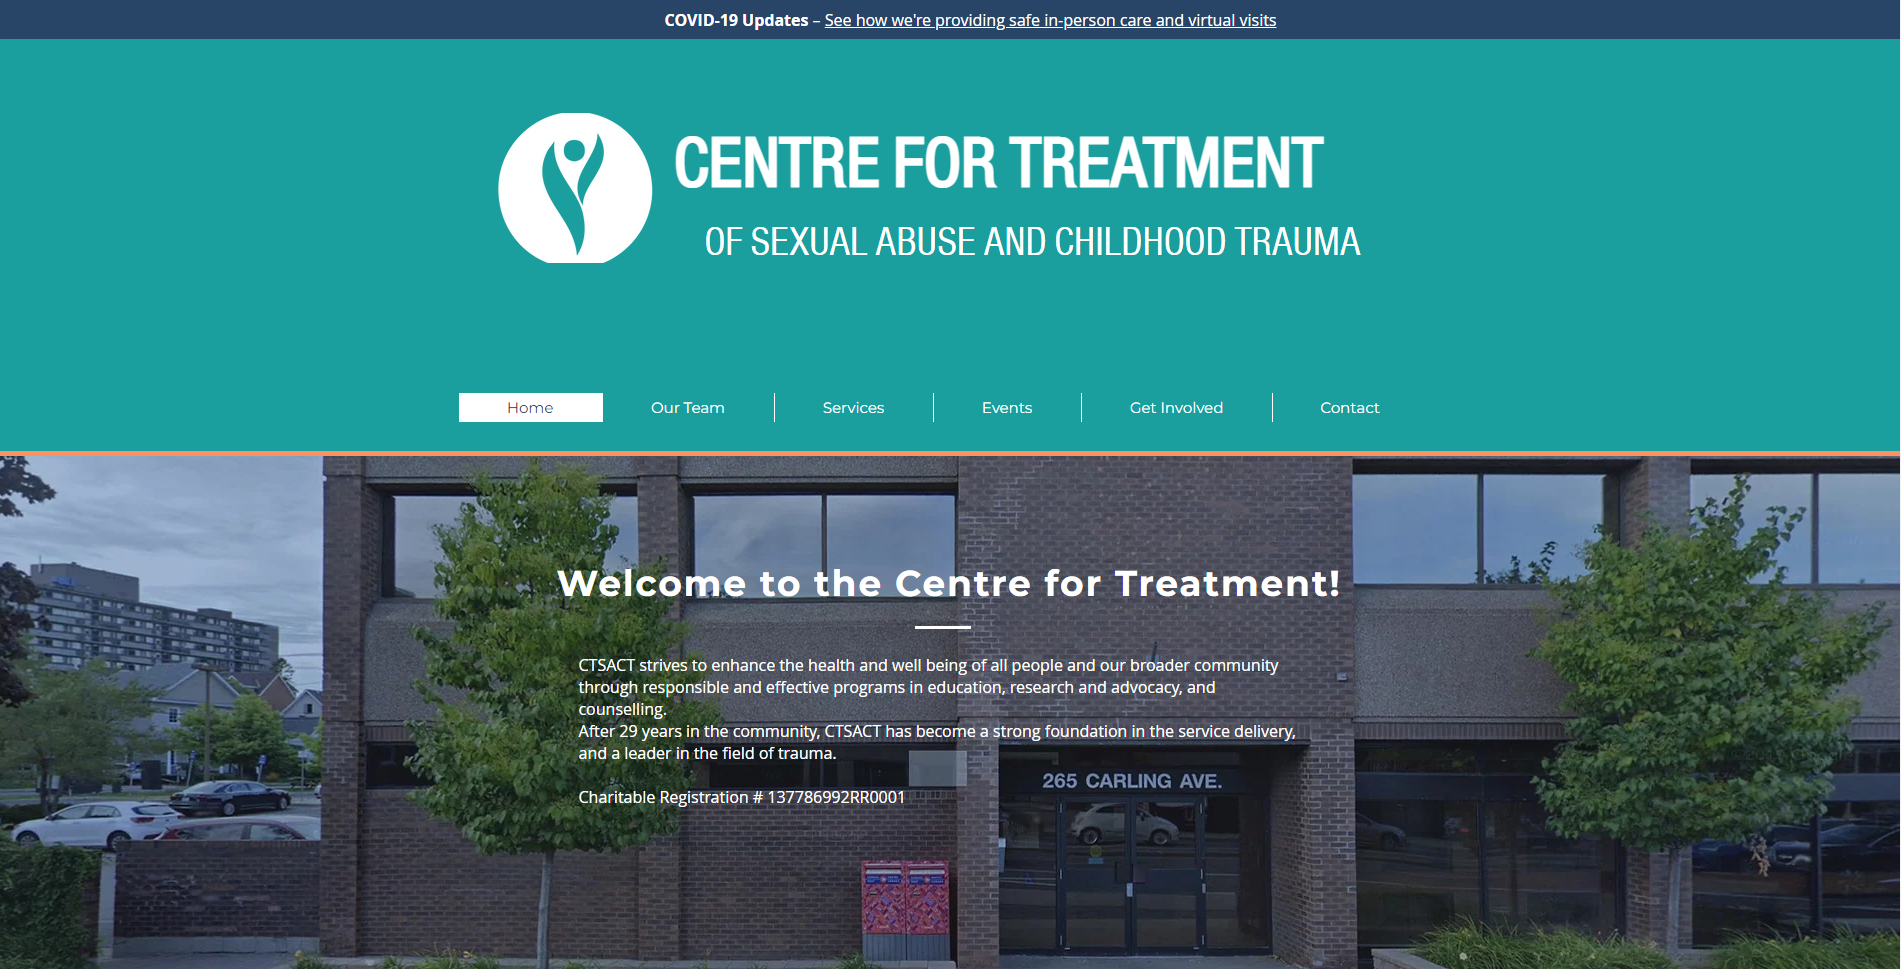 COVID-19 Updates – See how we're providing safe in-person care and virtual visits
CENTRE FOR TREATMENT
OF SEXUAL ABUSE AND CHILDHOOD TRAUMA
Home
Our Team
Services
Events
Get Involved
Contact
Welcome to the Centre for Treatment!
CTSACT strives to enhance the health and well being of all people and our broader community
through responsible and effective programs in education, research and advocacy, and
counselling.
After 29 years in the community, CTSACT has become a strong foundation in the service delivery,
and a leader in the field of trauma.
Charitable Registration # 137786992RR0001
265 CARLING AVE.